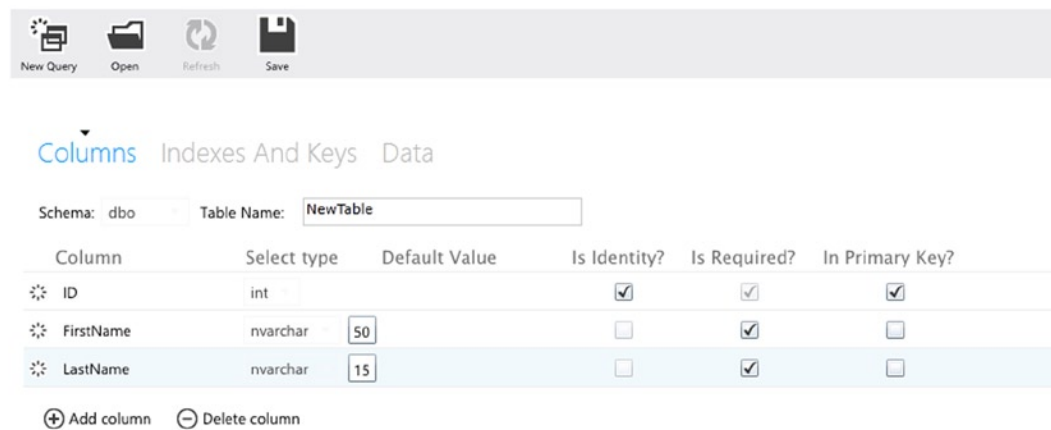 New Query Open Refresh Save
Columns Indexes And Keys Data
Schema: dbo Table Name: NewTable
Column Select type Default Value Is Identity? Is Required? In Primary Key?
ID int
FirstName nvarchar 50
LastName nvarchar 15
Add column Delete column